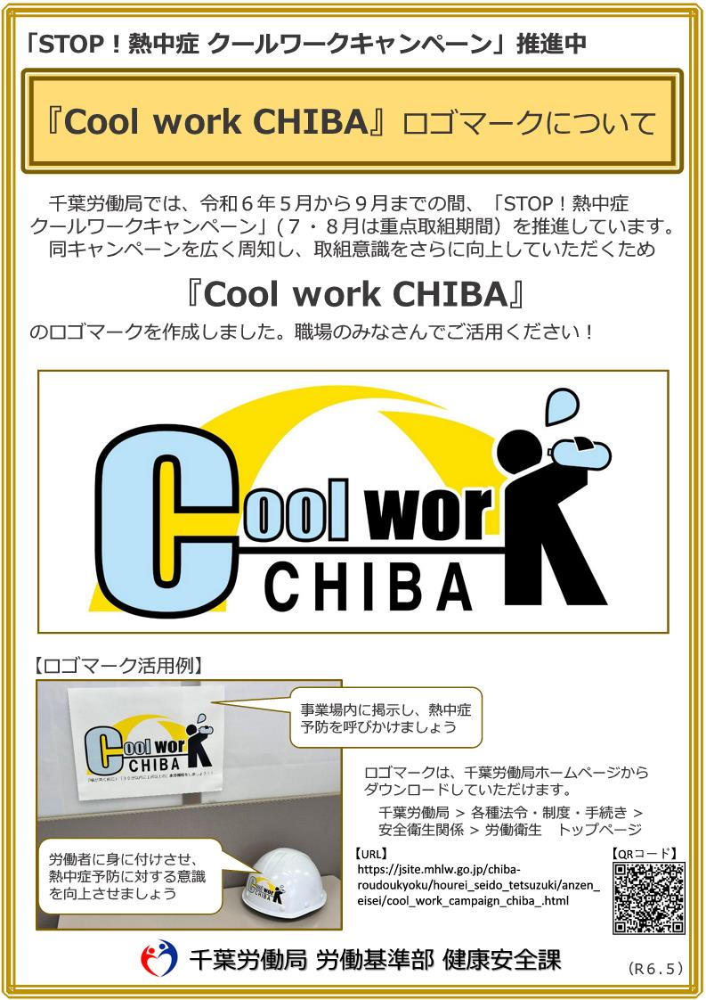 「STOP！熱中症 クールワークキャンペーン」推進中
『Cool work CHIBA』ロゴマークについて
千葉労働局では、令和６年５月から９月までの間、「STOP！熱中症
クールワークキャンペーン」（７・８月は重点取組期間）を推進しています。
同キャンペーンを広く周知し、取組意識をさらに向上していただくため
『Cool work CHIBA』
のロゴマークを作成しました。職場のみなさんでご活用ください！
Cool work
CHIBA
【ロゴマーク活用例】
事業場内に掲示し、熱中症
予防を呼びかけましょう
Cool work
CHIBA
ロゴマークは、千葉労働局ホームページから
ダウンロードしていただけます。
千葉労働局 > 各種法令・制度・手続き >
安全衛生関係 > 労働衛生　トップページ
労働者に身に付けさせ、
熱中症予防に対する意識
を向上させましょう
Cool work
CHIBA
【URL】
https://jsite.mhlw.go.jp/chiba-
roudoukyoku/hourei_seido_tetsuzuki/anzen_
eisei/cool_work_campaign_chiba_.html
【QRコード】
千葉労働局 労働基準部 健康安全課
（R６.５）